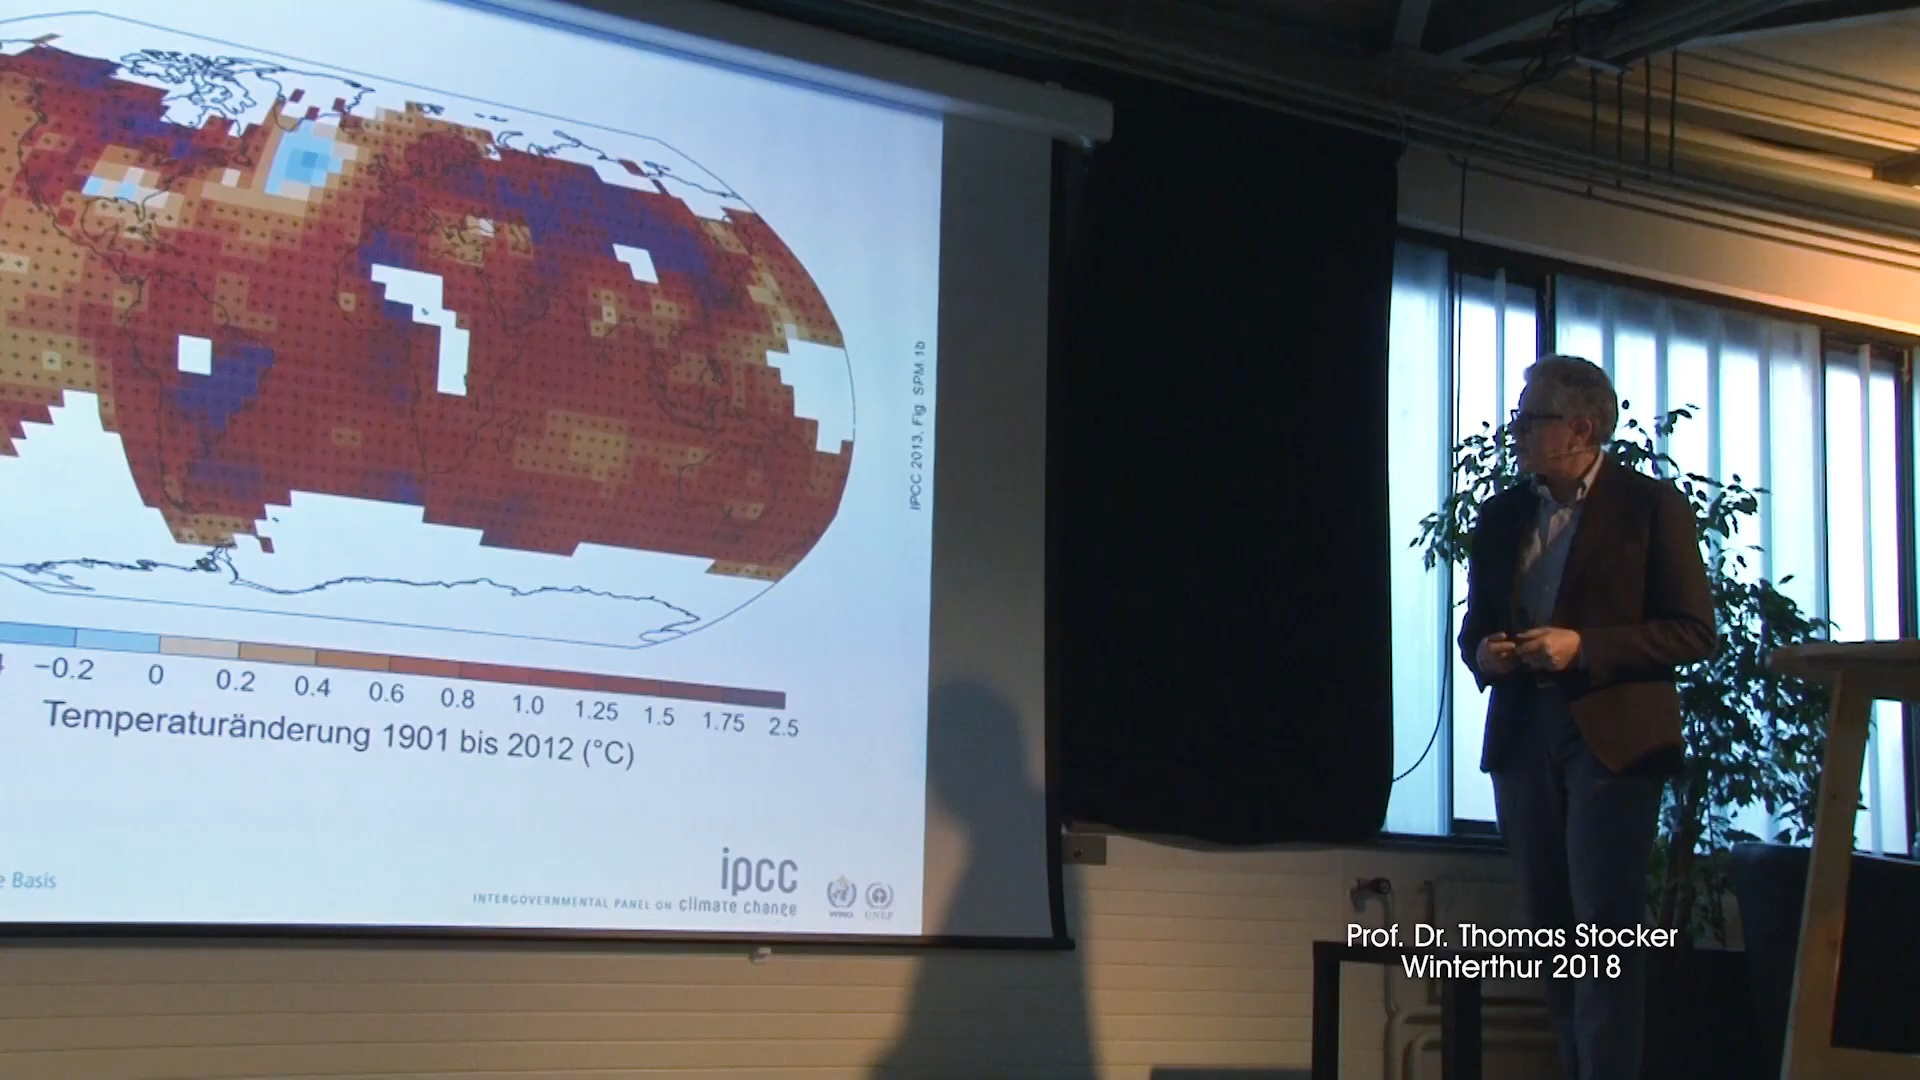 IPCC 2013, Fig. SPM.1b
−0.2 0 0.2 0.4 0.6 0.8 1.0 1.25 1.5 1.75 2.5
Temperaturänderung 1901 bis 2012 (°C)
Basis
ipcc
INTERGOVERNMENTAL PANEL ON climate change
WMO UNEP
Prof. Dr. Thomas Stocker
Winterthur 2018